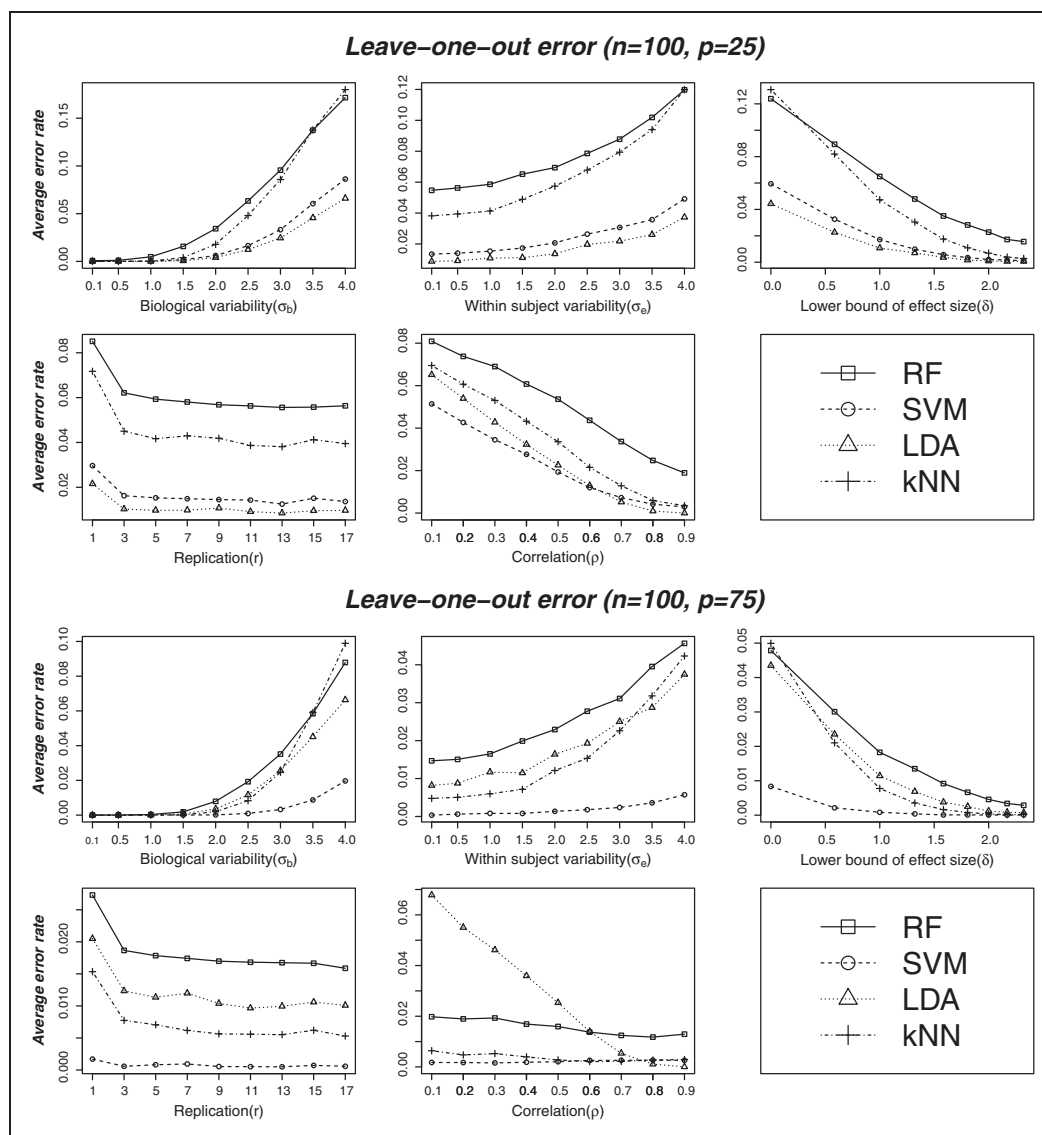 Leave−one−out error (n=100, p=25)
Average error rate
0.00 0.05 0.10 0.15
0.1 0.5 1.0 1.5 2.0 2.5 3.0 3.5 4.0
Biological variability(σb)
0.02 0.04 0.06 0.08 0.10 0.12
0.1 0.5 1.0 1.5 2.0 2.5 3.0 3.5 4.0
Within subject variability(σe)
0.00 0.04 0.08 0.12
0.0 0.5 1.0 1.5 2.0
Lower bound of effect size(δ)
Average error rate
0.02 0.04 0.06 0.08
1 3 5 7 9 11 13 15 17
Replication(r)
0.00 0.02 0.04 0.06 0.08
0.1 0.2 0.3 0.4 0.5 0.6 0.7 0.8 0.9
Correlation(ρ)
RF
SVM
LDA
kNN
Leave−one−out error (n=100, p=75)
Average error rate
0.00 0.02 0.04 0.06 0.08 0.10
0.1 0.5 1.0 1.5 2.0 2.5 3.0 3.5 4.0
Biological variability(σb)
0.00 0.01 0.02 0.03 0.04
0.1 0.5 1.0 1.5 2.0 2.5 3.0 3.5 4.0
Within subject variability(σe)
0.00 0.01 0.02 0.03 0.04 0.05
0.0 0.5 1.0 1.5 2.0
Lower bound of effect size(δ)
Average error rate
0.000 0.010 0.020
1 3 5 7 9 11 13 15 17
Replication(r)
0.00 0.02 0.04 0.06
0.1 0.2 0.3 0.4 0.5 0.6 0.7 0.8 0.9
Correlation(ρ)
RF
SVM
LDA
kNN